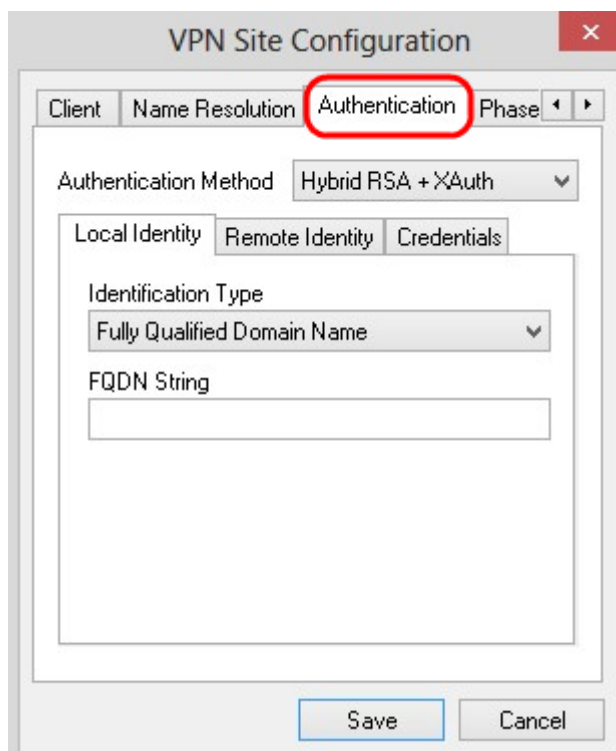 VPN Site Configuration
Client Name Resolution Authentication Phase
Authentication Method Hybrid RSA + XAuth
Local Identity Remote Identity Credentials
Identification Type
Fully Qualified Domain Name
FQDN String
Save Cancel